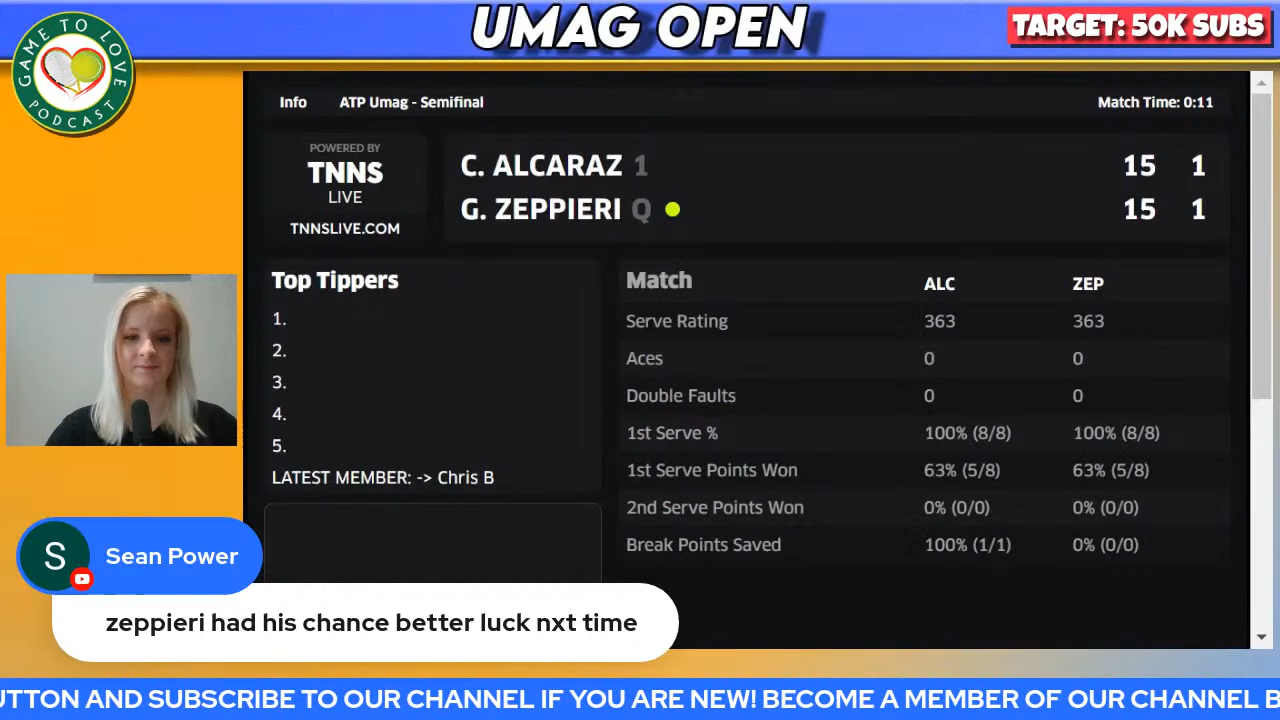 UMAG OPEN
TARGET: 50K SUBS
GAME TO LOVE
PODCAST
Info ATP Umag - Semifinal Match Time: 0:11
POWERED BY
TNNS
LIVE
TNNSLIVE.COM
C. ALCARAZ 1 15 1
G. ZEPPIERI Q 15 1
Top Tippers
1.
2.
3.
4.
5.
LATEST MEMBER: -> Chris B
Match ALC ZEP
Serve Rating 363 363
Aces 0 0
Double Faults 0 0
1st Serve % 100% (8/8) 100% (8/8)
1st Serve Points Won 63% (5/8) 63% (5/8)
2nd Serve Points Won 0% (0/0) 0% (0/0)
Break Points Saved 100% (1/1) 0% (0/0)
S Sean Power
zeppieri had his chance better luck nxt time
UTTON AND SUBSCRIBE TO OUR CHANNEL IF YOU ARE NEW! BECOME A MEMBER OF OUR CHANNEL B